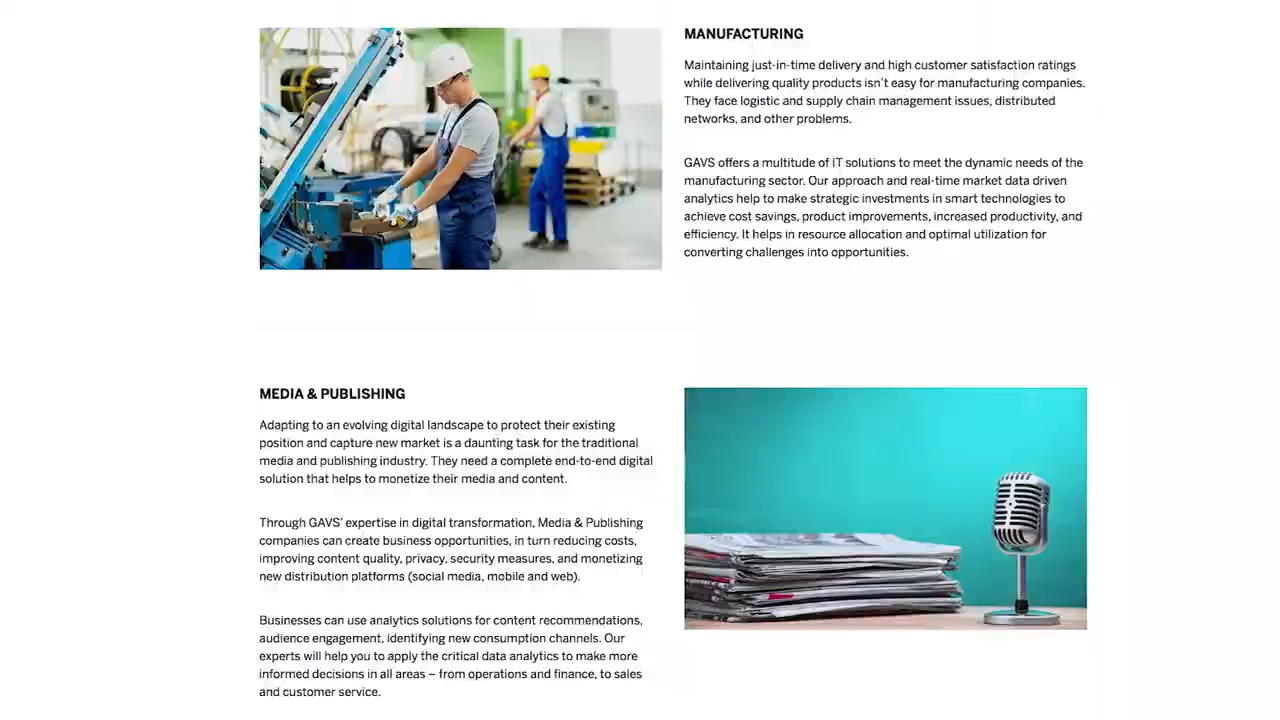 MANUFACTURING
Maintaining just-in-time delivery and high customer satisfaction ratings
while delivering quality products isn't easy for manufacturing companies.
They face logistic and supply chain management issues, distributed
networks, and other problems.
GAVS offers a multitude of IT solutions to meet the dynamic needs of the
manufacturing sector. Our approach and real-time market data driven
analytics help to make strategic investments in smart technologies to
achieve cost savings, product improvements, increased productivity, and
efficiency. It helps in resource allocation and optimal utilization for
converting challenges into opportunities.
MEDIA & PUBLISHING
Adapting to an evolving digital landscape to protect their existing
position and capture new market is a daunting task for the traditional
media and publishing industry. They need a complete end-to-end digital
solution that helps to monetize their media and content.
Through GAVS' expertise in digital transformation, Media & Publishing
companies can create business opportunities, in turn reducing costs,
improving content quality, privacy, security measures, and monetizing
new distribution platforms (social media, mobile and web).
Businesses can use analytics solutions for content recommendations,
audience engagement, identifying new consumption channels. Our
experts will help you to apply the critical data analytics to make more
informed decisions in all areas – from operations and finance, to sales
and customer service.